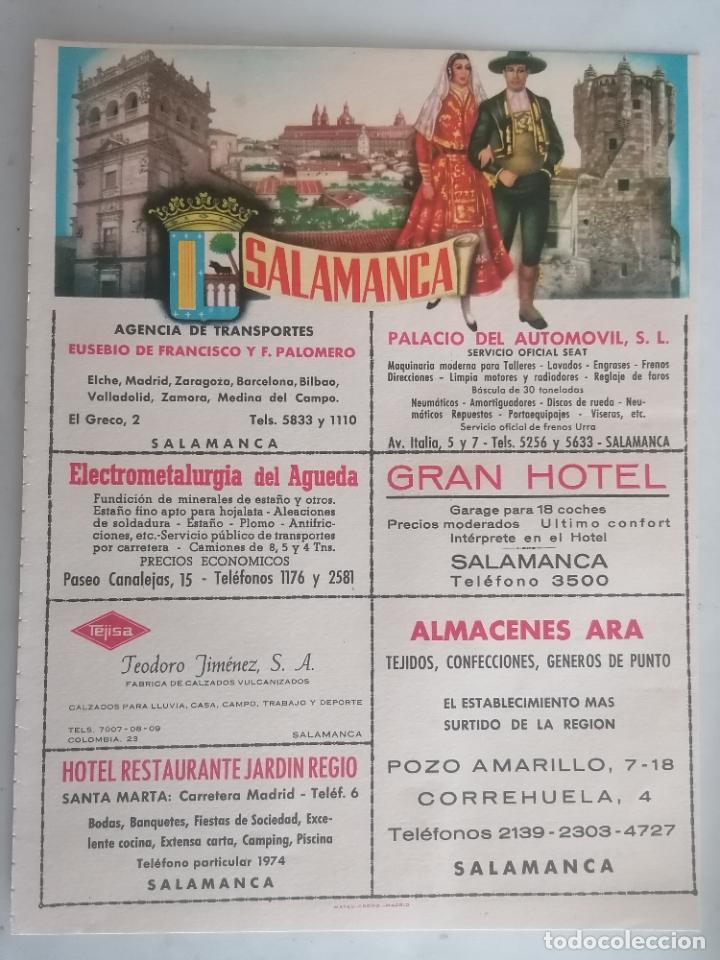 SALAMANCA
AGENCIA DE TRANSPORTES
EUSEBIO DE FRANCISCO Y F. PALOMERO
Elche, Madrid, Zaragoza, Barcelona, Bilbao,
Valladolid, Zamora, Medina del Campo.
El Greco, 2 Tels. 5833 y 1110
SALAMANCA
PALACIO DEL AUTOMOVIL, S. L.
SERVICIO OFICIAL SEAT
Maquinaria moderna para Talleres - Lavados - Engrases - Frenos
Direcciones - Limpia motores y radiadores - Reglaje de faros
Báscula de 30 toneladas
Neumáticos - Amortiguadores - Discos de rueda - Neu-
máticos Repuestos - Portaequipajes - Viseras, etc.
Servicio oficial de frenos Urra
Av. Italia, 5 y 7 - Tels. 5256 y 5633 - SALAMANCA
Electrometalurgia del Agueda
Fundición de minerales de estaño y otros.
Estaño fino apto para hojalata - Aleaciones
de soldadura - Estaño - Plomo - Antifric-
ciones, etc.-Servicio público de transportes
por carretera - Camiones de 8, 5 y 4 Tns.
PRECIOS ECONOMICOS
Paseo Canalejas, 15 - Teléfonos 1176 y 2581
GRAN HOTEL
Garage para 18 coches
Precios moderados Ultimo confort
Intérprete en el Hotel
SALAMANCA
Teléfono 3500
Tejisa
Teodoro Jiménez, S. A.
FABRICA DE CALZADOS VULCANIZADOS
CALZADOS PARA LLUVIA, CASA, CAMPO, TRABAJO Y DEPORTE
TELS. 7007-08-09
COLOMBIA, 23 SALAMANCA
ALMACENES ARA
TEJIDOS, CONFECCIONES, GENEROS DE PUNTO
EL ESTABLECIMIENTO MAS
SURTIDO DE LA REGION
POZO AMARILLO, 7-18
CORREHUELA, 4
Teléfonos 2139-2303-4727
SALAMANCA
HOTEL RESTAURANTE JARDIN REGIO
SANTA MARTA: Carretera Madrid - Teléf. 6
Bodas, Banquetes, Fiestas de Sociedad, Exce-
lente cocina, Extensa carta, Camping, Piscina
Teléfono particular 1974
SALAMANCA
todocoleccion